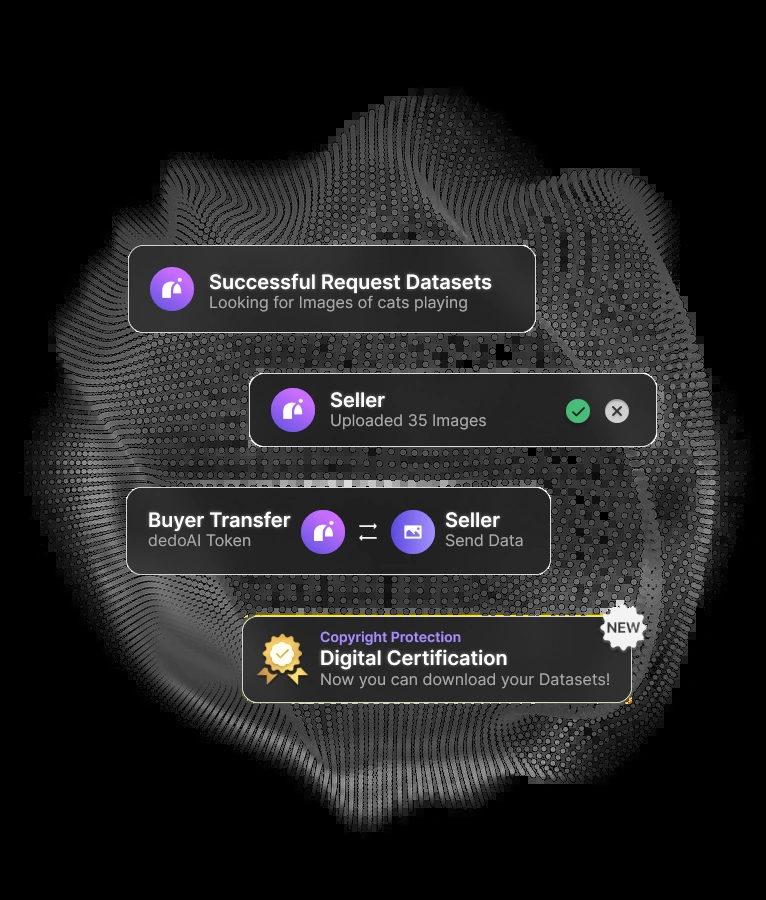 Successful Request Datasets
Looking for Images of cats playing
Seller
Uploaded 35 Images
Buyer Transfer
dedoAI Token
Seller
Send Data
NEW
Copyright Protection
Digital Certification
Now you can download your Datasets!